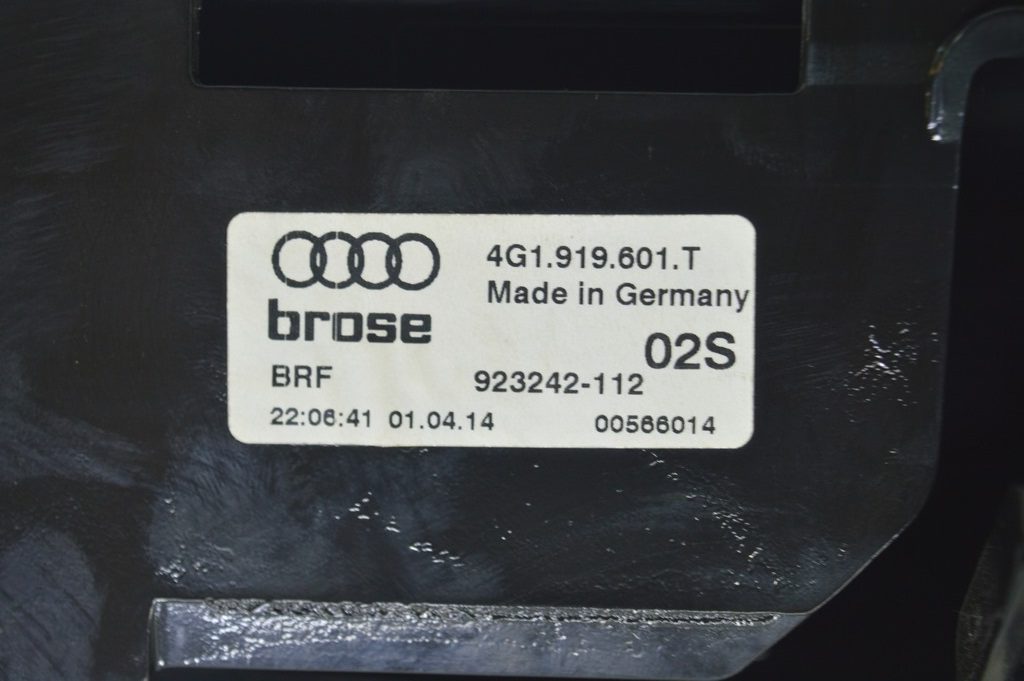 4G1.919.601.T
Made in Germany
brose
02S
BRF 923242-112
22:06:41 01.04.14 00566014